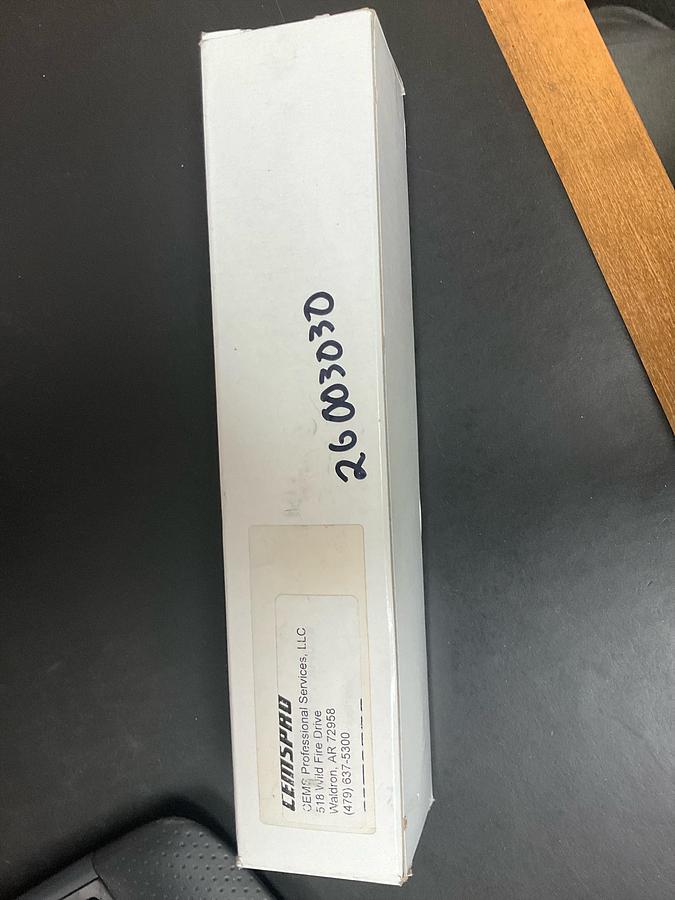 26003030
CEMSPRO
CEMS Professional Services, LLC
518 Wild Fire Drive
Waldron, AR 72958
(479) 637-5300